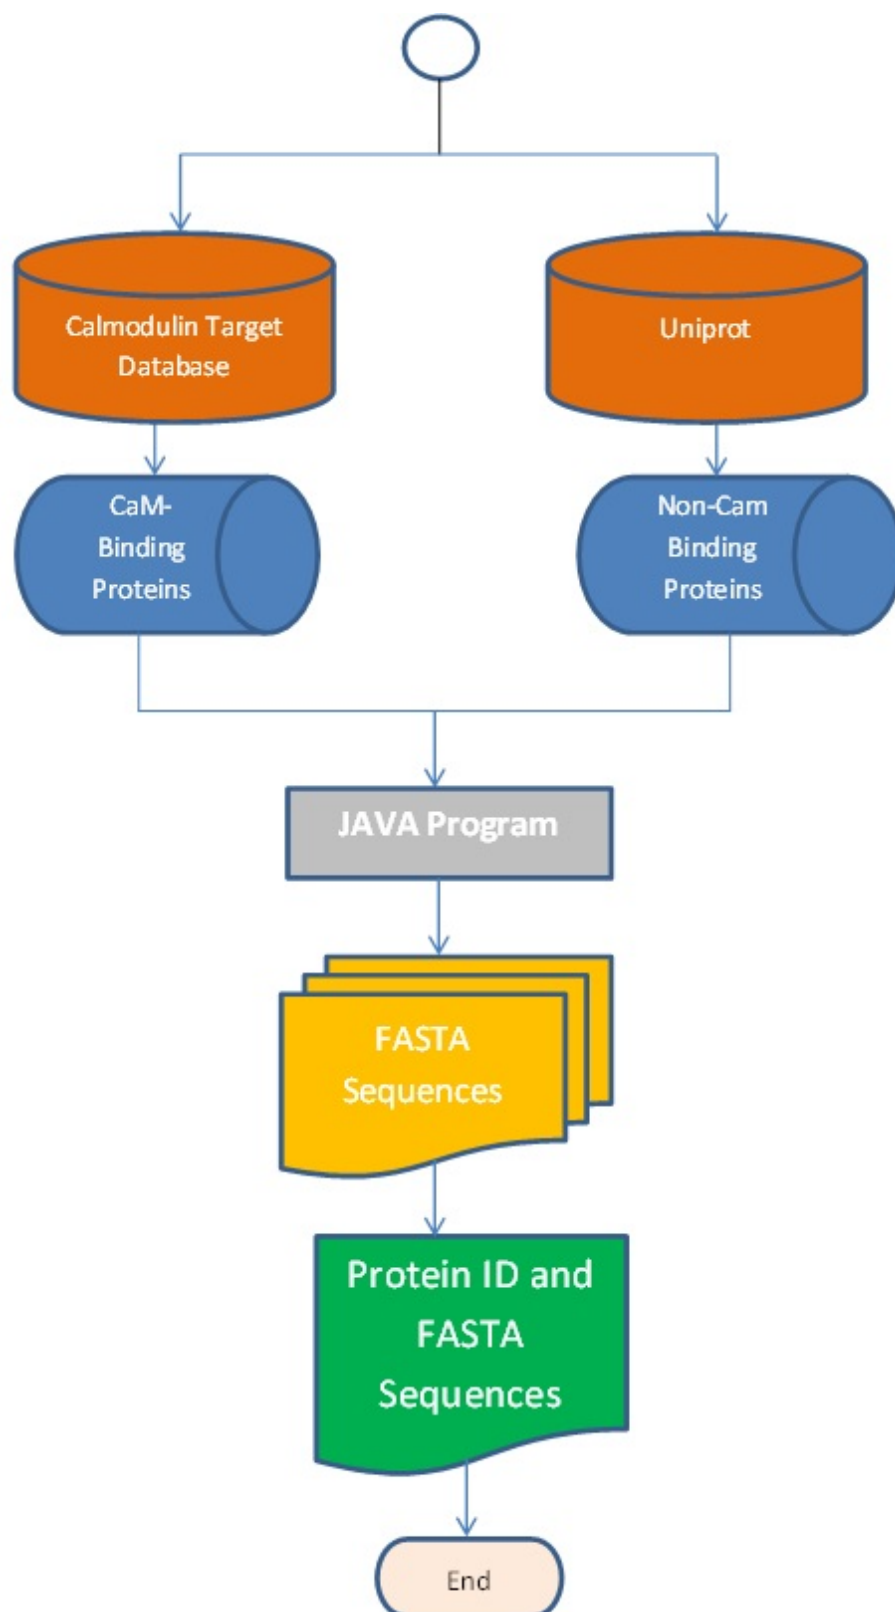 Calmodulin Target
Database
Uniprot
CaM-
Binding
Proteins
Non-Cam
Binding
Proteins
JAVA Program
FASTA
Sequences
Protein ID and
FASTA
Sequences
End